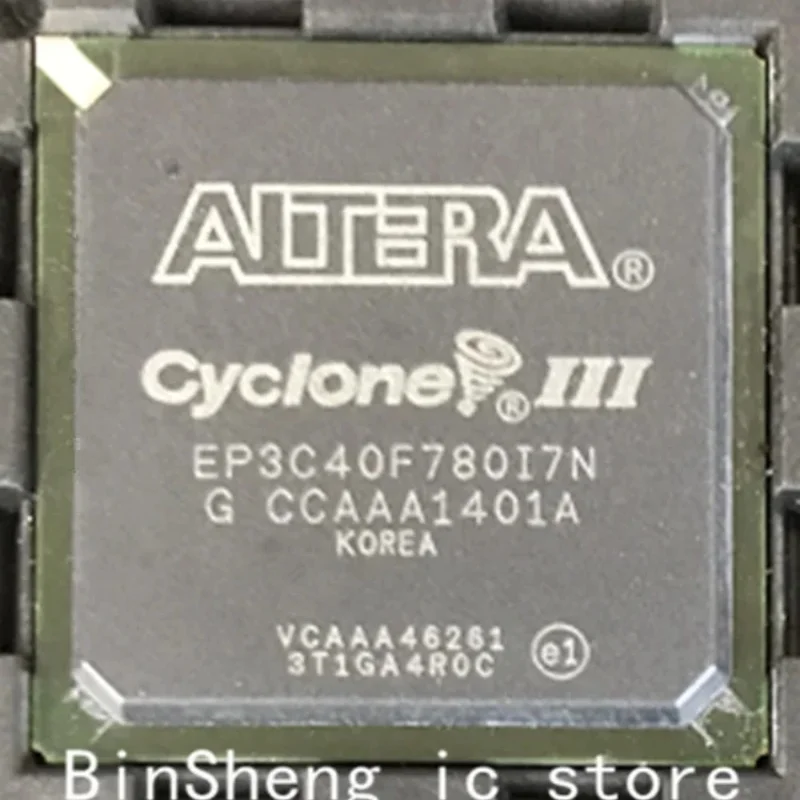 ALTERA®
Cyclone® III
EP3C40F780I7N
G CCAAA1401A
KOREA
VCAAA46261
3T1GA4R0C e1
BinSheng ic store